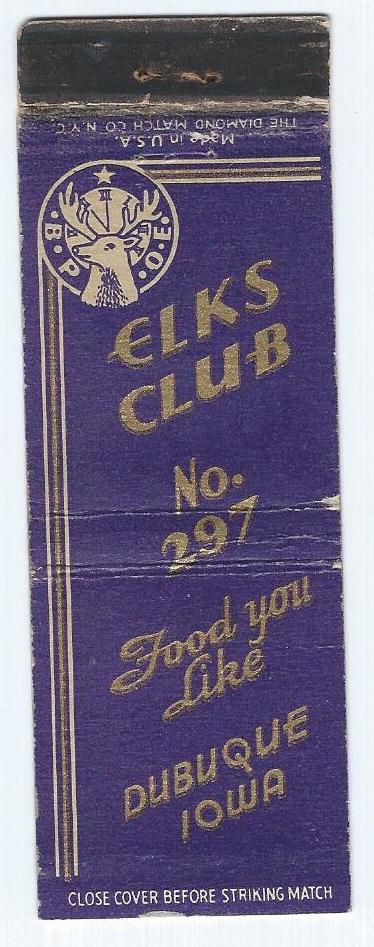 Made in U.S.A.
THE DIAMOND MATCH CO. N.Y.C.
B.P.O.E.
XII
ELKS
CLUB
No.
297
Food you
Like
DUBUQUE
IOWA
CLOSE COVER BEFORE STRIKING MATCH